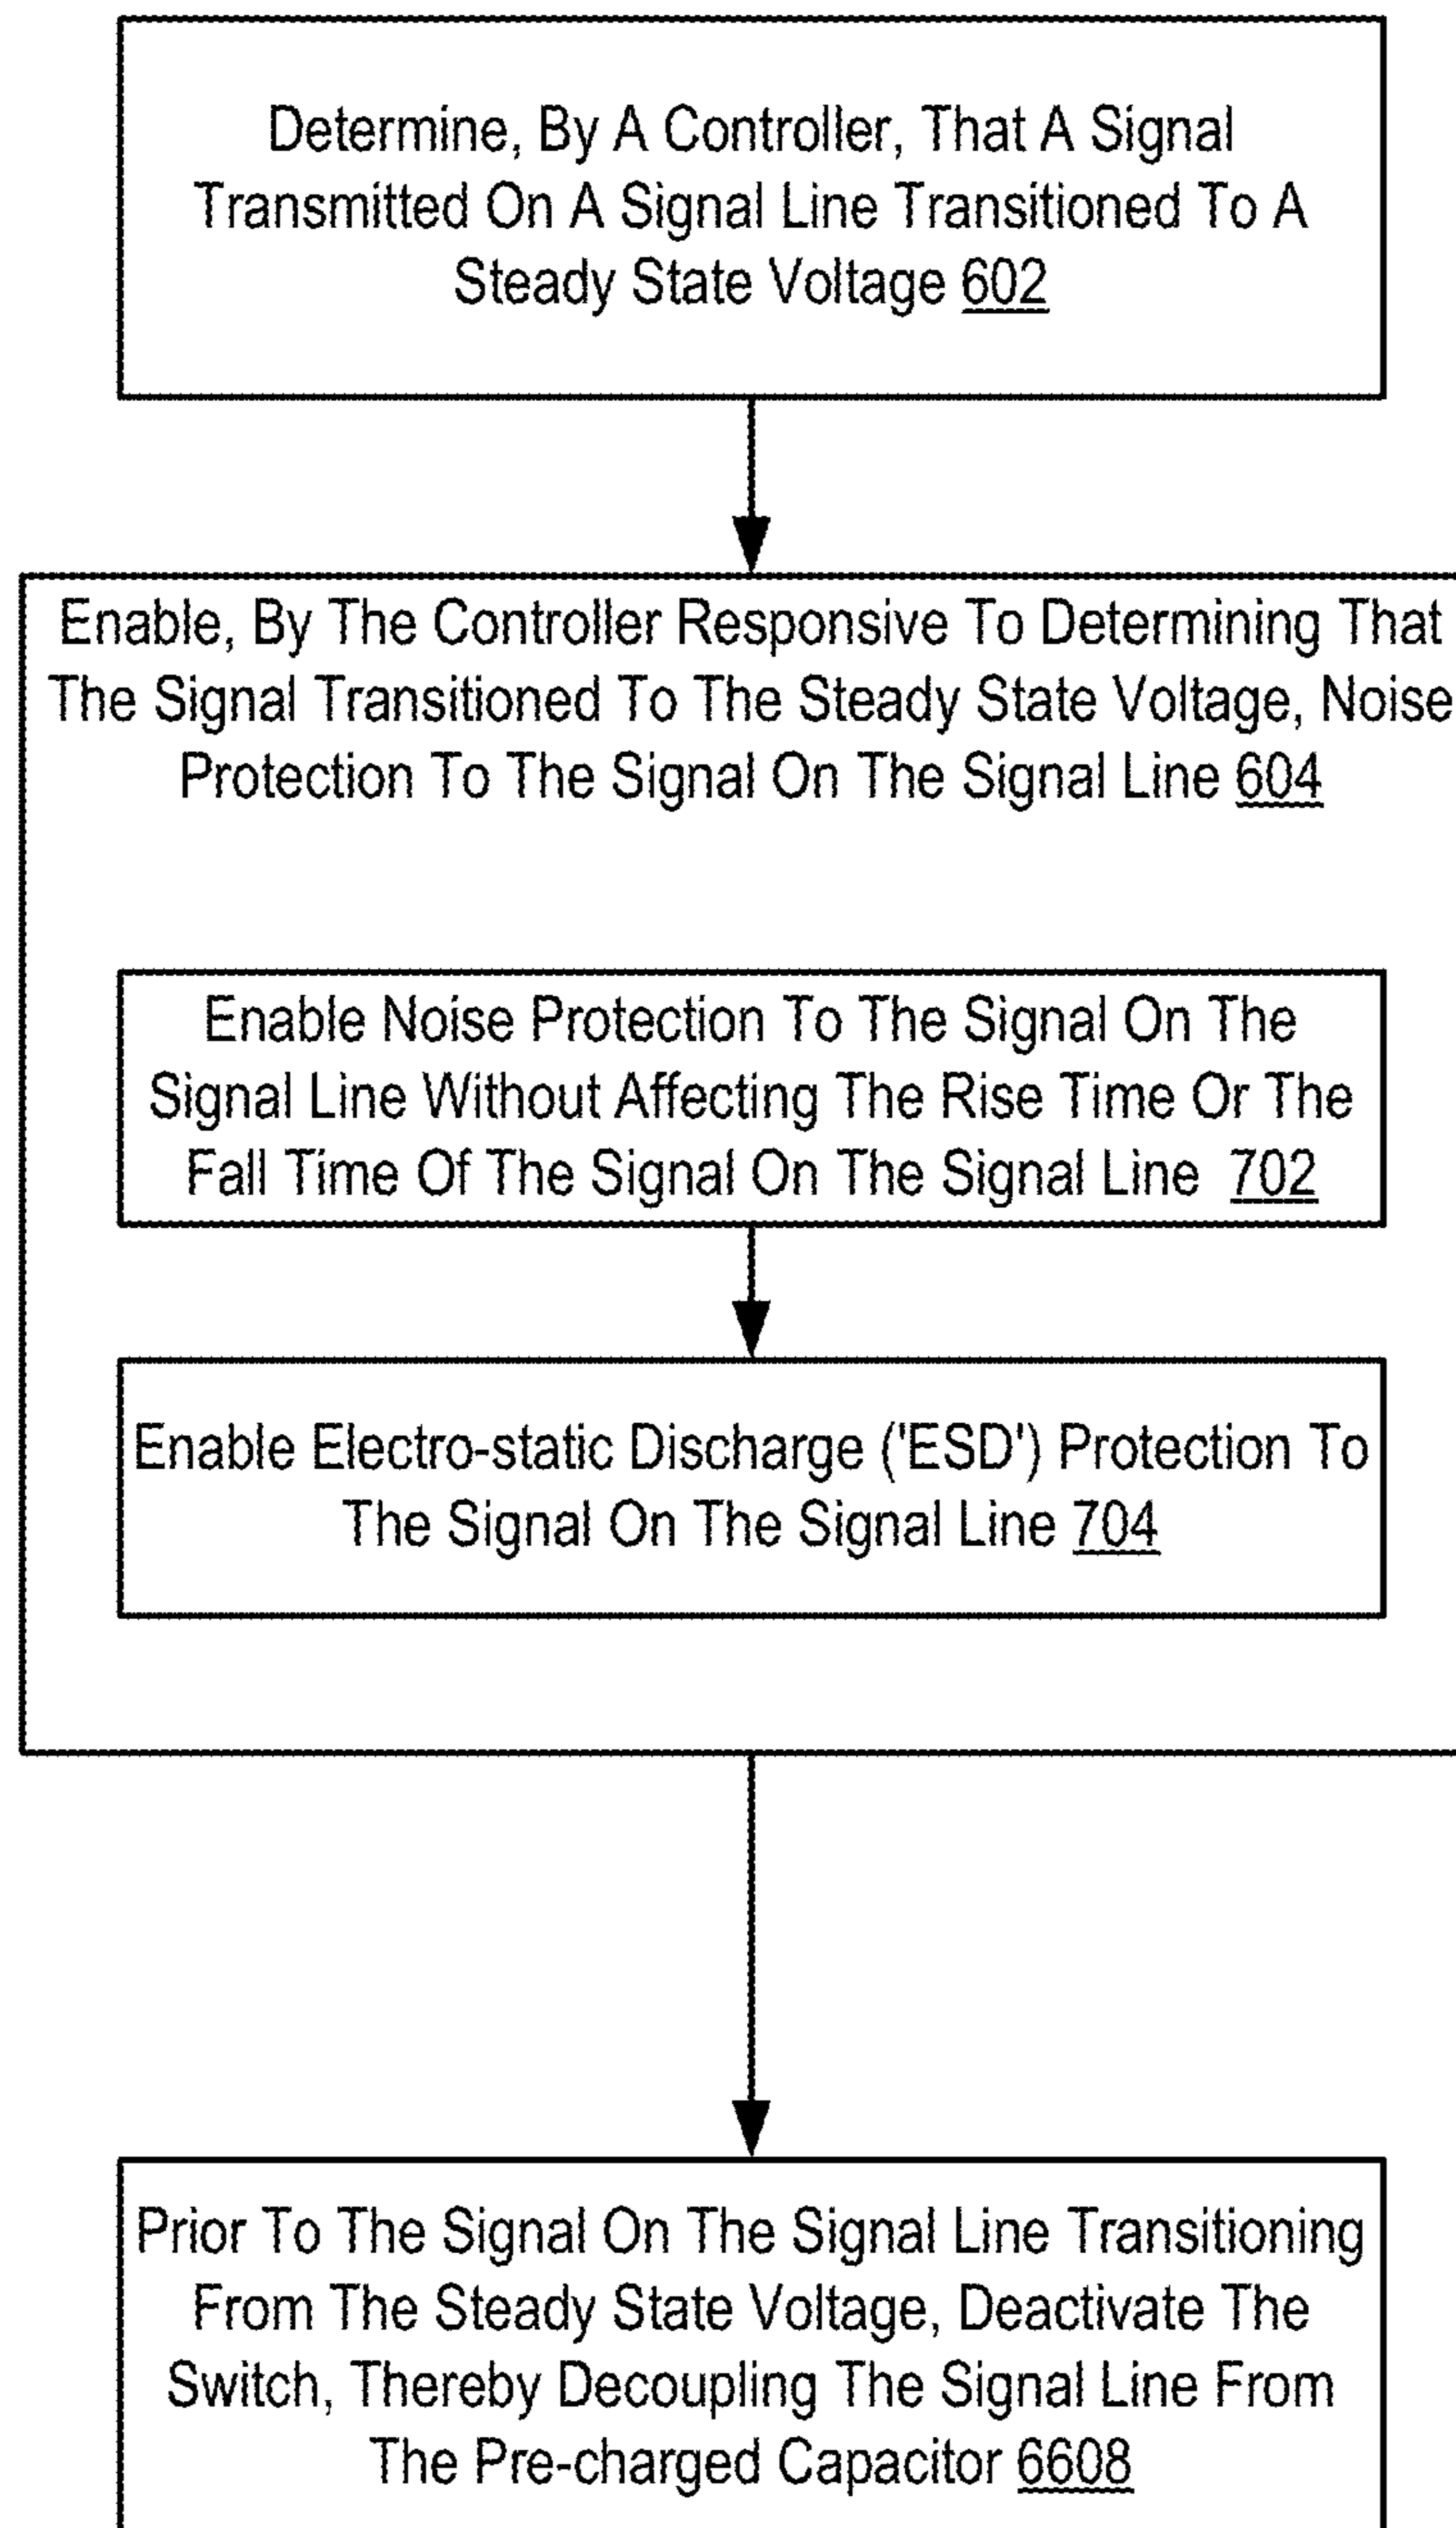 Determine, By A Controller, That A Signal
Transmitted On A Signal Line Transitioned To A
Steady State Voltage 602
Enable, By The Controller Responsive To Determining That
The Signal Transitioned To The Steady State Voltage, Noise
Protection To The Signal On The Signal Line 604
Enable Noise Protection To The Signal On The
Signal Line Without Affecting The Rise Time Or The
Fall Time Of The Signal On The Signal Line 702
Enable Electro-static Discharge ('ESD') Protection To
The Signal On The Signal Line 704
Prior To The Signal On The Signal Line Transitioning
From The Steady State Voltage, Deactivate The
Switch, Thereby Decoupling The Signal Line From
The Pre-charged Capacitor 6608